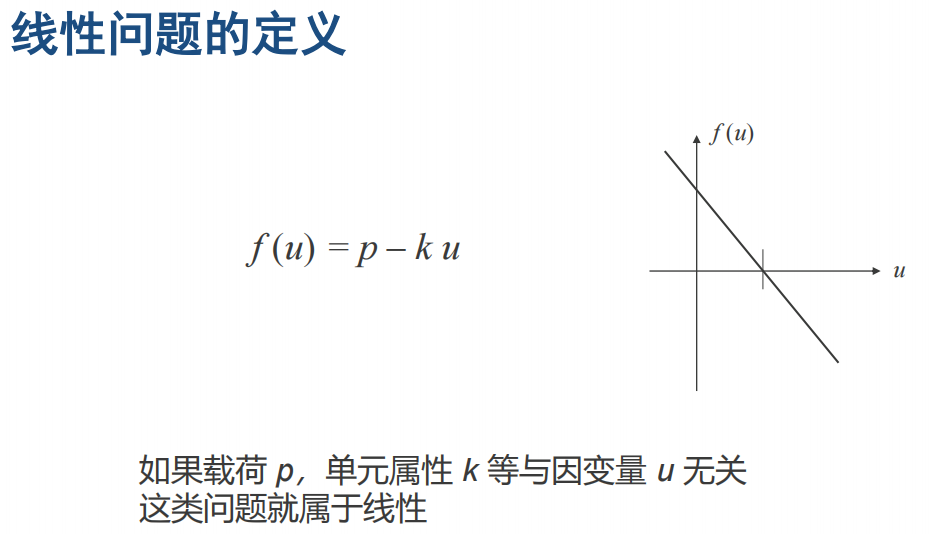 线性问题的定义
f (u)
f (u) = p – k u
u
如果载荷 p，单元属性 k 等与因变量 u 无关
这类问题就属于线性